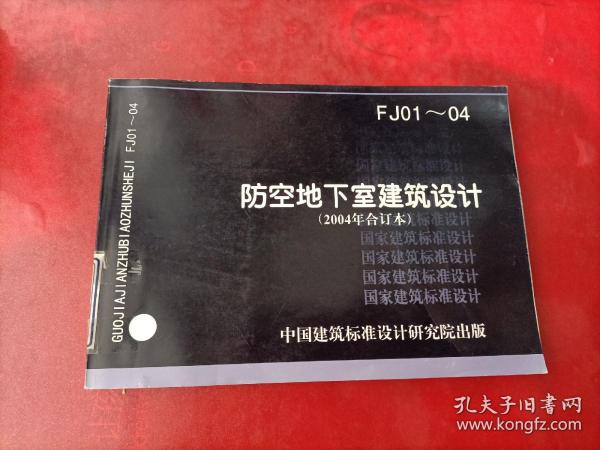 FJ01～04
GUOJIAJIANZHUBIAOZHUNSHEJI FJ01～04
防空地下室建筑设计
(2004年合订本)
国家建筑标准设计
国家建筑标准设计
国家建筑标准设计
国家建筑标准设计
中国建筑标准设计研究院出版
孔夫子旧书网
www.kongfz.com